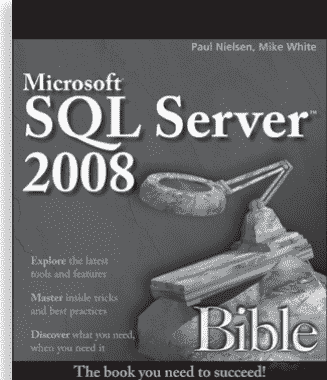 Paul Nielsen, Mike White
Microsoft
SQL Server™
2008
Explore the latest
tools and features
Master inside tricks
and best practices
Discover what you need,
when you need it
Bible
The book you need to succeed!